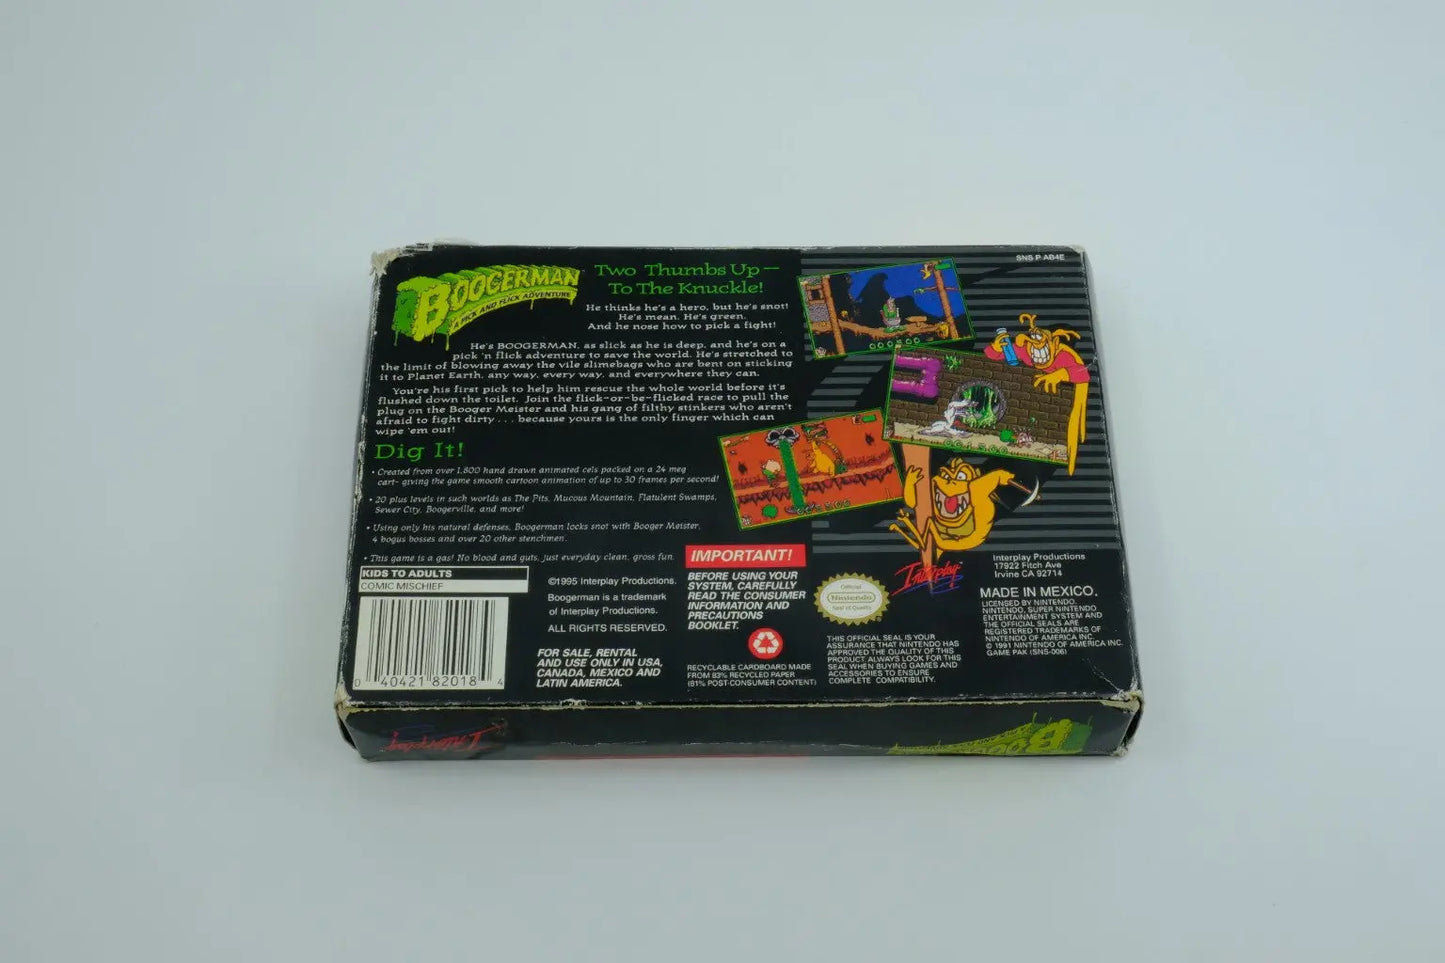 BOOGERMAN
A PICK AND FLICK ADVENTURE
Two Thumbs Up —
To The Knuckle!
He thinks he's a hero, but he's snot!
He's mean. He's green.
And he nose how to pick a fight!
He's BOOGERMAN, as slick as he is deep, and he's on a
pick 'n flick adventure to save the world. He's stretched to
the limit of blowing away the vile slimebags who are bent on sticking
it to Planet Earth, any way, every way, and everywhere they can.
You're his first pick to help him rescue the whole world before it's
flushed down the toilet. Join the flick-or-be-flicked race to pull the
plug on the Booger Meister and his gang of filthy stinkers who aren't
afraid to fight dirty . . . because yours is the only finger which can
wipe 'em out!
Dig It!
• Created from over 1,800 hand drawn animated cels packed on a 24 meg
cart- giving the game smooth cartoon animation of up to 30 frames per second!
• 20 plus levels in such worlds as The Pits, Mucous Mountain, Flatulent Swamps,
Sewer City, Boogerville, and more!
• Using only his natural defenses, Boogerman locks snot with Booger Meister,
4 bogus bosses and over 20 other stenchmen.
• This game is a gas! No blood and guts, just everyday clean, gross fun.
KIDS TO ADULTS
COMIC MISCHIEF
0 40421 82018 4
©1995 Interplay Productions.
Boogerman is a trademark
of Interplay Productions.
ALL RIGHTS RESERVED.
FOR SALE, RENTAL
AND USE ONLY IN USA,
CANADA, MEXICO AND
LATIN AMERICA.
IMPORTANT!
BEFORE USING YOUR
SYSTEM, CAREFULLY
READ THE CONSUMER
INFORMATION AND
PRECAUTIONS
BOOKLET.
RECYCLABLE CARDBOARD MADE
FROM 83% RECYCLED PAPER
(61% POST-CONSUMER CONTENT)
SNS P AB4E
Official
Nintendo
Seal of Quality
THIS OFFICIAL SEAL IS YOUR
ASSURANCE THAT NINTENDO HAS
APPROVED THE QUALITY OF THIS
PRODUCT. ALWAYS LOOK FOR THIS
SEAL WHEN BUYING GAMES AND
ACCESSORIES TO ENSURE
COMPLETE COMPATIBILITY.
Interplay
Interplay Productions
17922 Fitch Ave
Irvine CA 92714
MADE IN MEXICO.
LICENSED BY NINTENDO.
NINTENDO, SUPER NINTENDO
ENTERTAINMENT SYSTEM AND
THE OFFICIAL SEALS ARE
REGISTERED TRADEMARKS OF
NINTENDO OF AMERICA INC.
© 1991 NINTENDO OF AMERICA INC.
GAME PAK (SNS-006)
Interplay